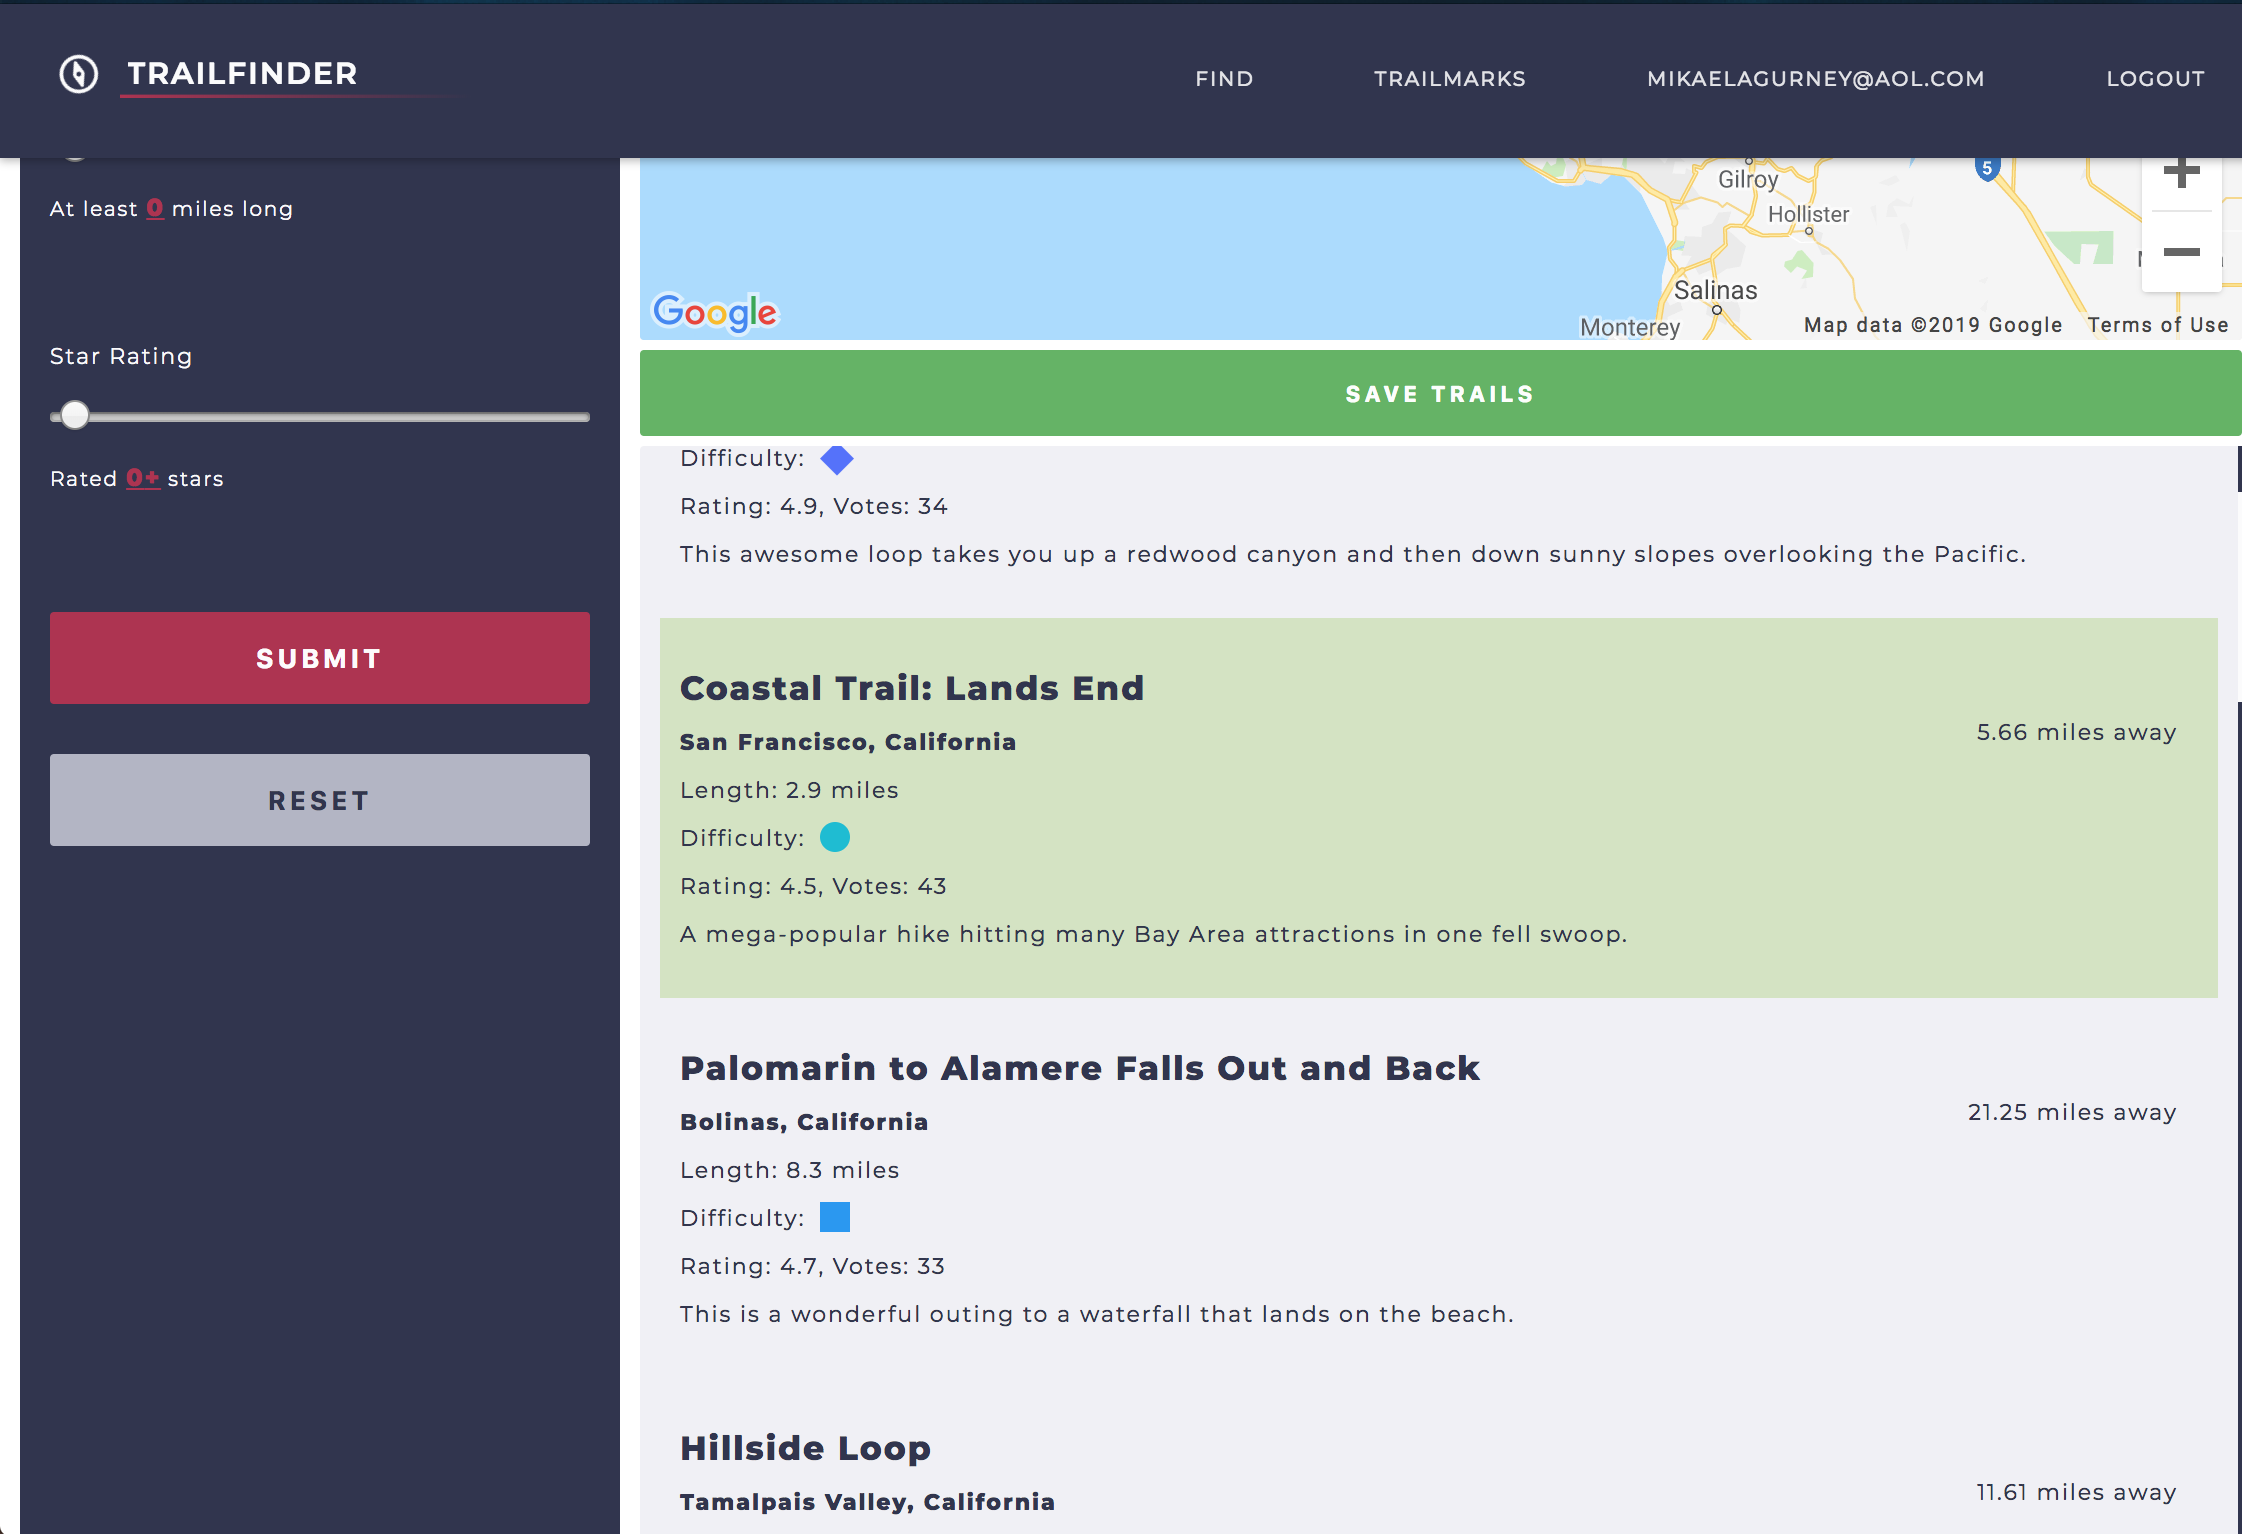 TRAILFINDER
FIND
TRAILMARKS
MIKAELAGURNEY@AOL.COM
LOGOUT
At least 0 miles long
Star Rating
Rated 0+ stars
SUBMIT
RESET
Gilroy
5
Hollister
Salinas
Monterey
Google
Map data ©2019 Google
Terms of Use
SAVE TRAILS
Difficulty:
Rating: 4.9, Votes: 34
This awesome loop takes you up a redwood canyon and then down sunny slopes overlooking the Pacific.
Coastal Trail: Lands End
San Francisco, California
5.66 miles away
Length: 2.9 miles
Difficulty:
Rating: 4.5, Votes: 43
A mega-popular hike hitting many Bay Area attractions in one fell swoop.
Palomarin to Alamere Falls Out and Back
Bolinas, California
21.25 miles away
Length: 8.3 miles
Difficulty:
Rating: 4.7, Votes: 33
This is a wonderful outing to a waterfall that lands on the beach.
Hillside Loop
Tamalpais Valley, California
11.61 miles away